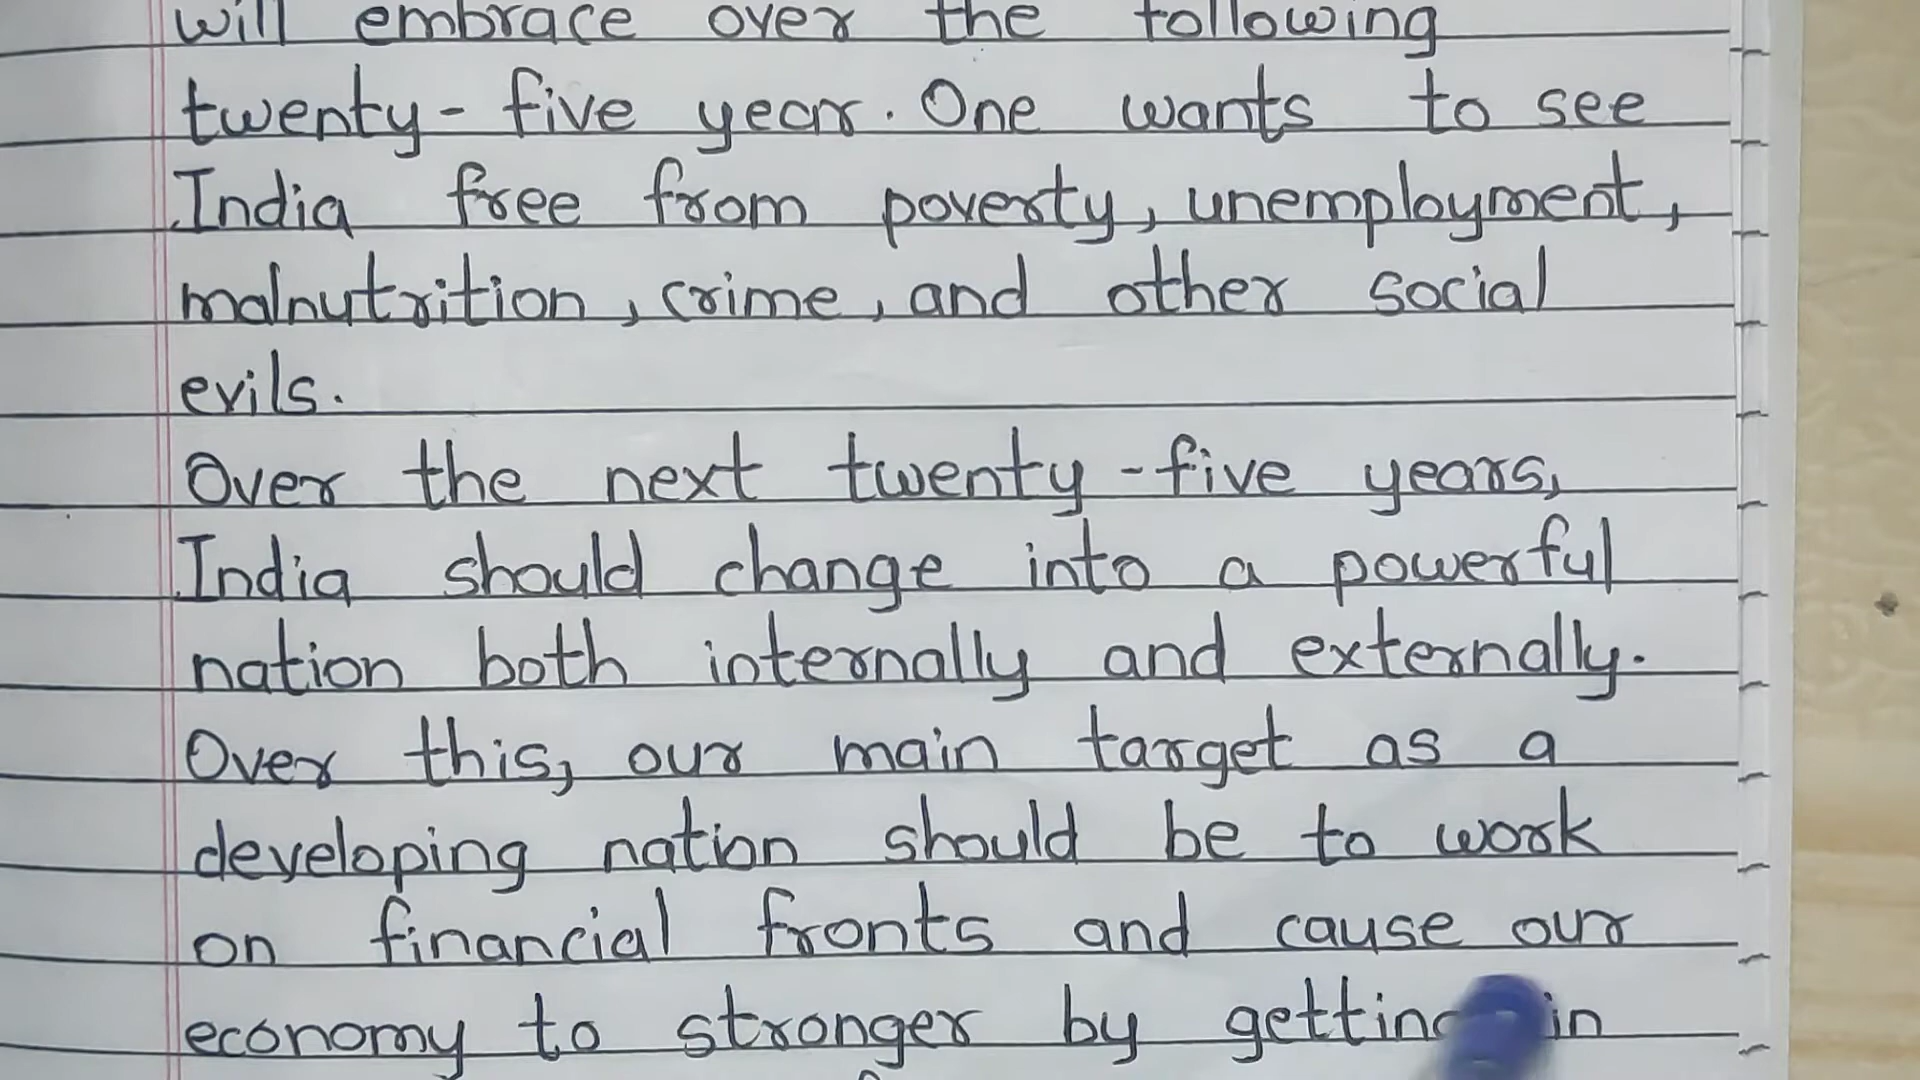 will embrace over the following
twenty-five year. One wants to see
India free from poverty, unemployment,
malnutrition, crime, and other social
evils.
Over the next twenty-five years,
India should change into a powerful
nation both internally and externally.
Over this, our main target as a
developing nation should be to work
on financial fronts and cause our
economy to stronger by getting in